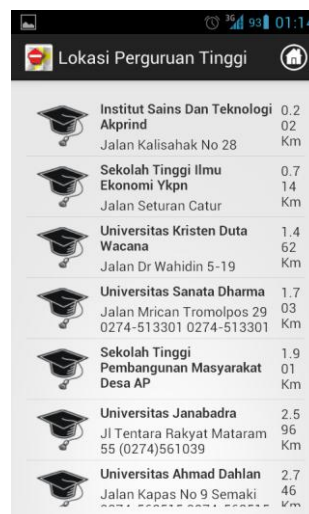 3G 93 01:14
Lokasi Perguruan Tinggi
Institut Sains Dan Teknologi 0.2
Akprind 02
Jalan Kalisahak No 28 Km
Sekolah Tinggi Ilmu 0.7
Ekonomi Ykpn 14
Jalan Seturan Catur Km
Universitas Kristen Duta 1.4
Wacana 62
Jalan Dr Wahidin 5-19 Km
Universitas Sanata Dharma 1.7
Jalan Mrican Tromolpos 29 03
0274-513301 0274-513301 Km
Sekolah Tinggi 1.9
Pembangunan Masyarakat 01
Desa AP Km
Universitas Janabadra 2.5
Jl Tentara Rakyat Mataram 96
55 (0274)561039 Km
Universitas Ahmad Dahlan 2.7
Jalan Kapas No 9 Semaki 46
Km